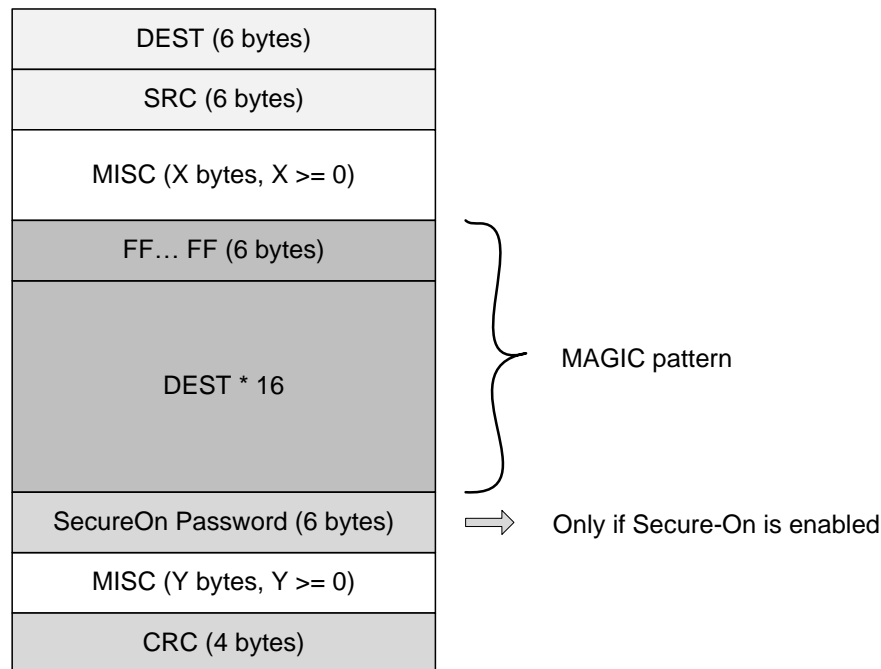 DEST (6 bytes)
SRC (6 bytes)
MISC (X bytes, X >= 0)
FF… FF (6 bytes)
DEST * 16
MAGIC pattern
SecureOn Password (6 bytes)
Only if Secure-On is enabled
MISC (Y bytes, Y >= 0)
CRC (4 bytes)